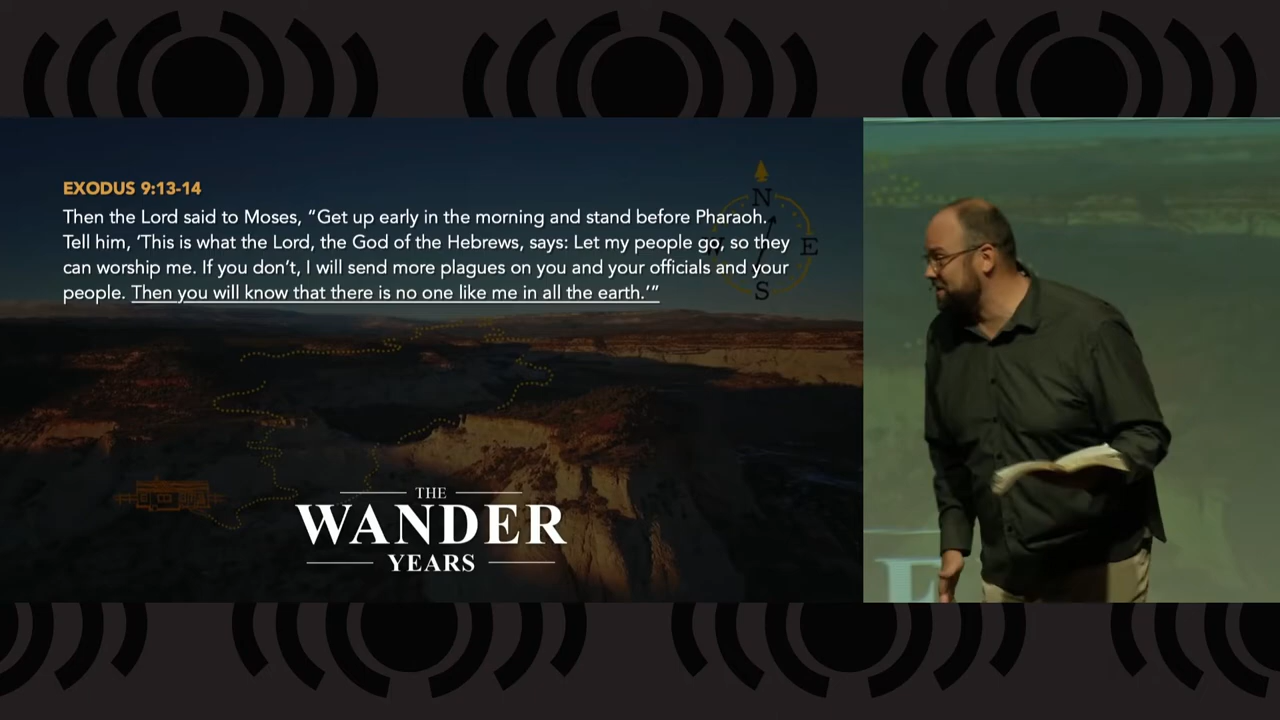 EXODUS 9:13-14
Then the Lord said to Moses, “Get up early in the morning and stand before Pharaoh.
Tell him, ‘This is what the Lord, the God of the Hebrews, says: Let my people go, so they
can worship me. If you don’t, I will send more plagues on you and your officials and your
people. Then you will know that there is no one like me in all the earth.’”
N
W E
S
THE
WANDER
YEARS
E